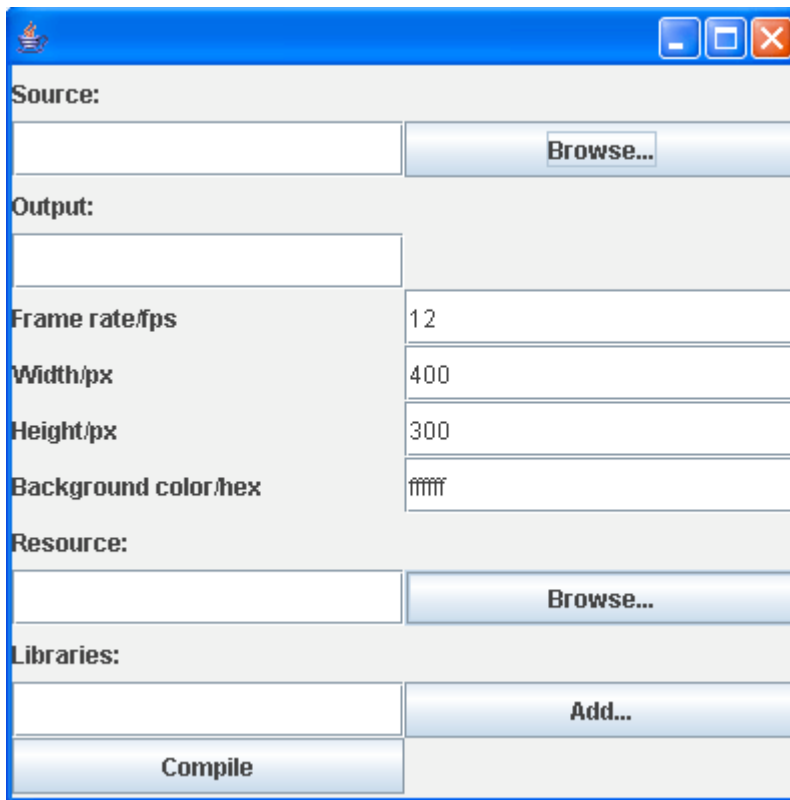 Source:
Browse...
Output:
Frame rate/fps
12
Width/px
400
Height/px
300
Background color/hex
ffffff
Resource:
Browse...
Libraries:
Add...
Compile